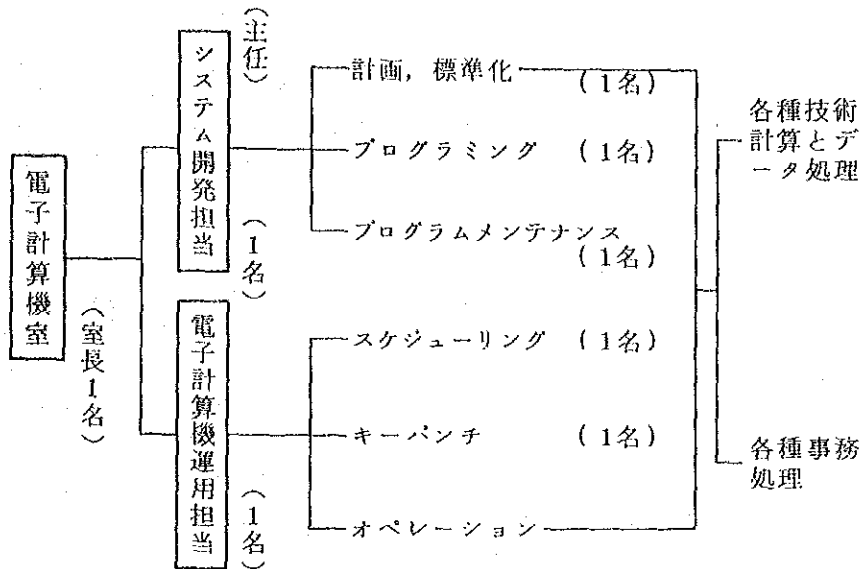 電子計算機室
（室長1名）
（主任）
システム開発担当
（1名）
計画，標準化
（1名）
プログラミング （1名）
プログラムメンテナンス
（1名）
電子計算機運用担当
（1名）
スケジューリング （1名）
キーパンチ （1名）
オペレーション
各種技術
計算とデ
ータ処理
各種事務
処理